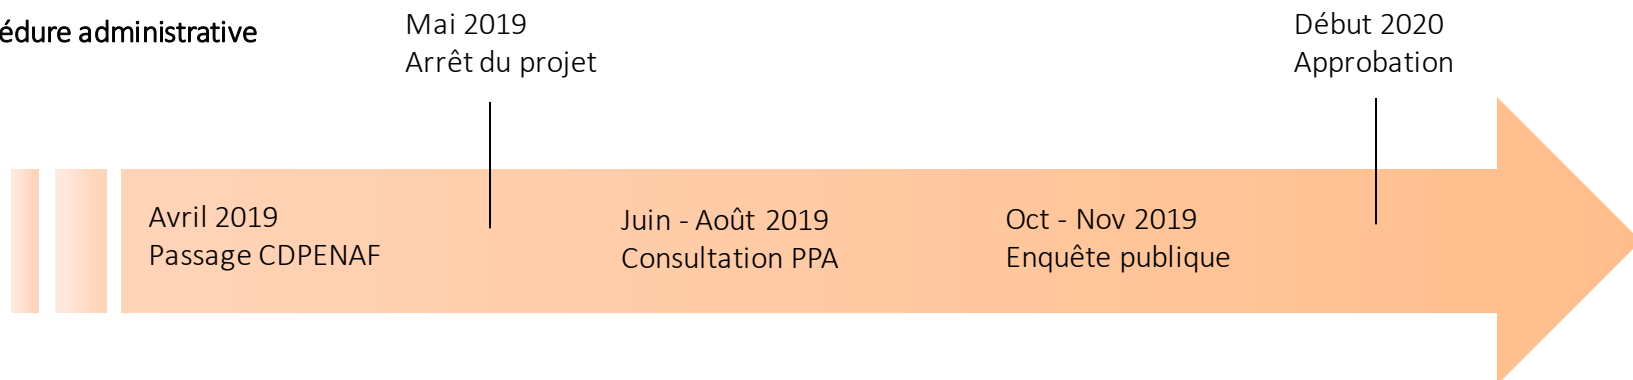 édure administrative
Mai 2019
Arrêt du projet
Début 2020
Approbation
Avril 2019
Passage CDPENAF
Juin - Août 2019
Consultation PPA
Oct - Nov 2019
Enquête publique